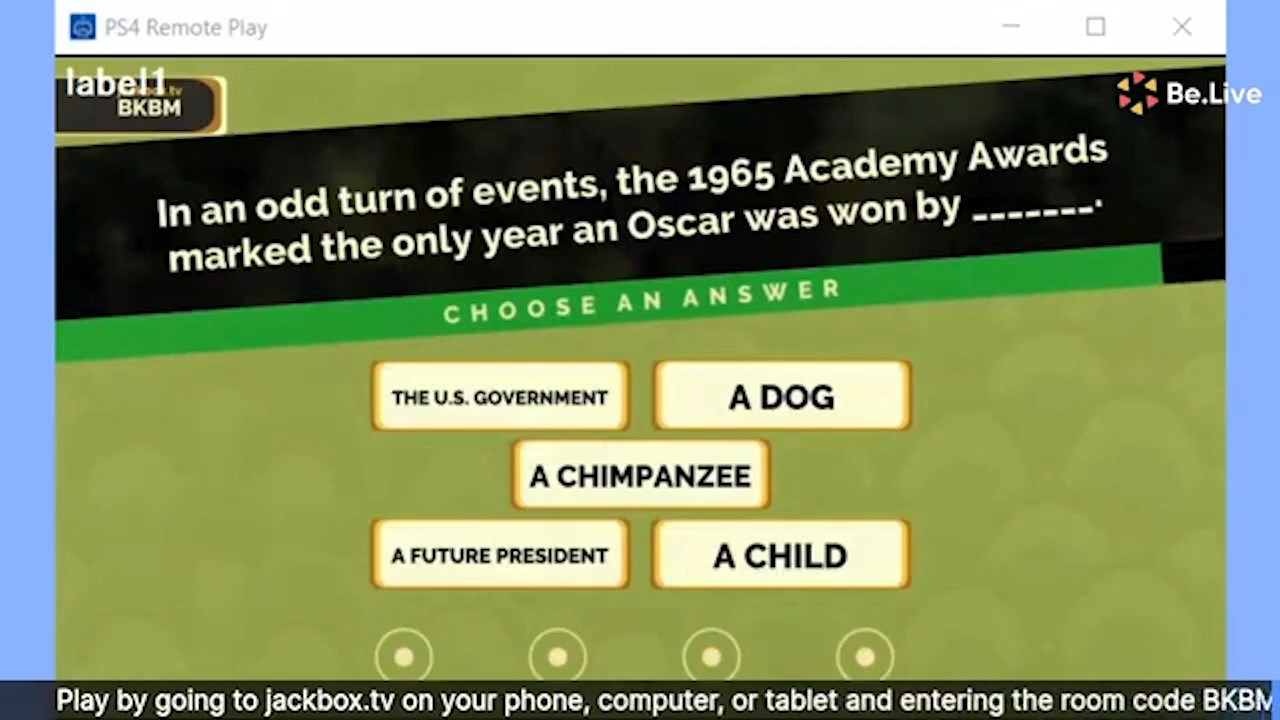 PS4 Remote Play
label1
BKBM
Be.Live
In an odd turn of events, the 1965 Academy Awards
marked the only year an Oscar was won by _______.
CHOOSE AN ANSWER
THE U.S. GOVERNMENT
A DOG
A CHIMPANZEE
A FUTURE PRESIDENT
A CHILD
Play by going to jackbox.tv on your phone, computer, or tablet and entering the room code BKBM